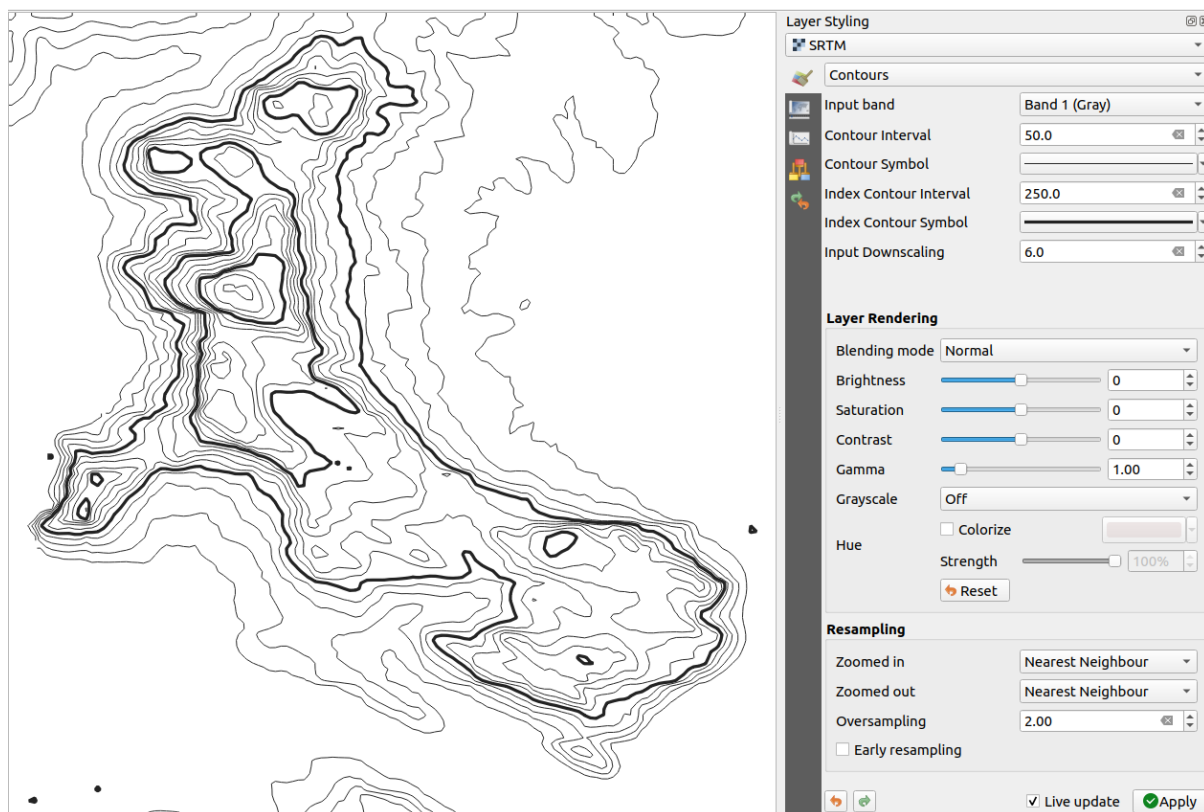 Layer Styling
SRTM
Contours
Input band Band 1 (Gray)
Contour Interval 50.0
Contour Symbol
Index Contour Interval 250.0
Index Contour Symbol
Input Downscaling 6.0
Layer Rendering
Blending mode Normal
Brightness 0
Saturation 0
Contrast 0
Gamma 1.00
Grayscale Off
Hue Colorize
Strength 100%
Reset
Resampling
Zoomed in Nearest Neighbour
Zoomed out Nearest Neighbour
Oversampling 2.00
Early resampling
Live update Apply